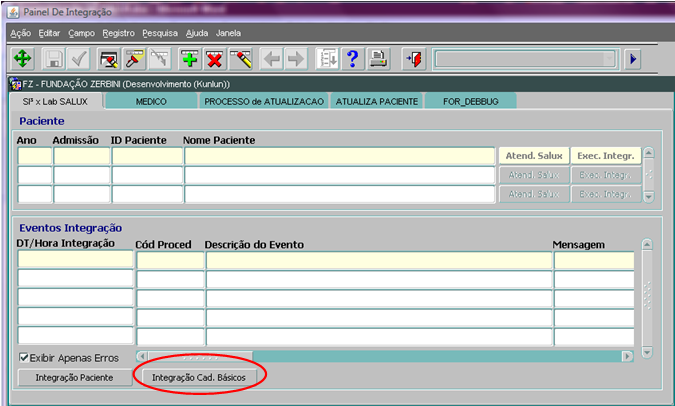 Painel De Integração
Ação Editar Campo Registro Pesquisa Ajuda Janela
FZ - FUNDAÇÃO ZERBINI (Desenvolvimento (Kunlun))
SI³ x Lab SALUX MEDICO PROCESSO de ATUALIZACAO ATUALIZA PACIENTE FOR_DEBBUG
Paciente
Ano Admissão ID Paciente Nome Paciente
Atend. Salux Exec. Integr.
Atend. Salux Exec. Integr.
Atend. Salux Exec. Integr.
Eventos Integração
DT/Hora Integração Cód Proced Descrição do Evento Mensagem
Exibir Apenas Erros
Integração Paciente Integração Cad. Básicos